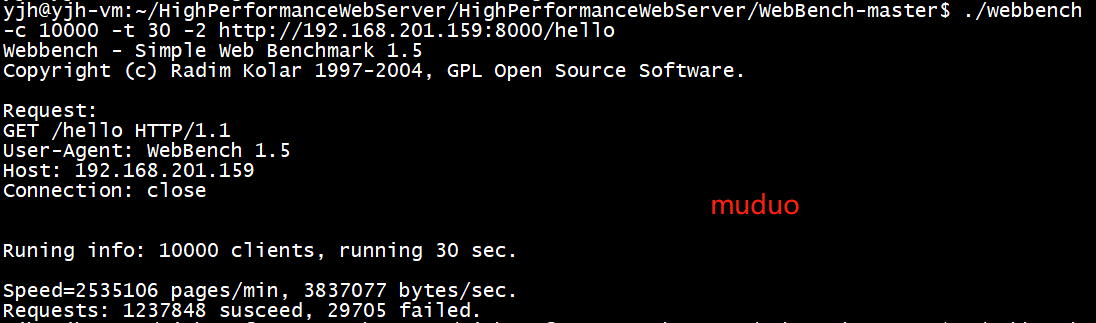 yjh@yjh-vm:~/HighPerformanceWebServer/HighPerformanceWebServer/WebBench-master$ ./webbench
-c 10000 -t 30 -2 http://192.168.201.159:8000/hello
Webbench - Simple Web Benchmark 1.5
Copyright (c) Radim Kolar 1997-2004, GPL Open Source Software.
Request:
GET /hello HTTP/1.1
User-Agent: WebBench 1.5
Host: 192.168.201.159
Connection: close
muduo
Runing info: 10000 clients, running 30 sec.
Speed=2535106 pages/min, 3837077 bytes/sec.
Requests: 1237848 susceed, 29705 failed.